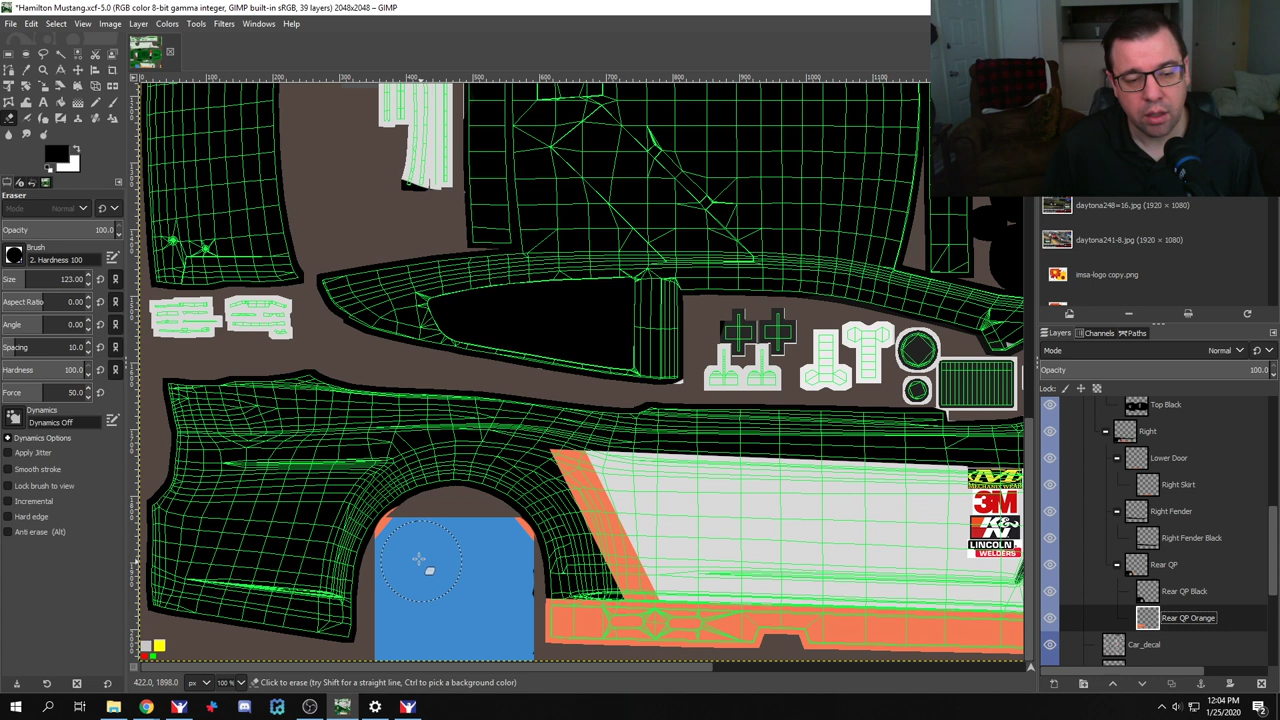 *Hamilton Mustang.xcf-5.0 (RGB color 8-bit gamma integer, GIMP built-in sRGB, 39 layers) 2048x2048 – GIMP
File Edit Select View Image Layer Colors Tools Filters Windows Help
Eraser
Mode Normal
Opacity 100.0
Brush
2. Hardness 100
Size 123.00
Aspect Ratio 0.00
Angle 0.00
Spacing 10.0
Hardness 100.0
Force 50.0
Dynamics
Dynamics Off
Dynamics Options
Apply Jitter
Smooth stroke
Lock brush to view
Incremental
Hard edge
Anti erase (Alt)
MECHANIX WEAR
3M
K&N
LINCOLN
WELDERS
daytona248=16.jpg (1920 × 1080)
daytona241-8.jpg (1920 × 1080)
imsa-logo copy.png
Layers Channels Paths
Mode Normal
Opacity 100.0
Lock:
Top Black
Right
Lower Door
Right Skirt
Right Fender
Right Fender Black
Rear QP
Rear QP Black
Rear QP Orange
Car_decal
422.0, 1898.0 px 100 % Click to erase (try Shift for a straight line, Ctrl to pick a background color)
12:04 PM
1/25/2020